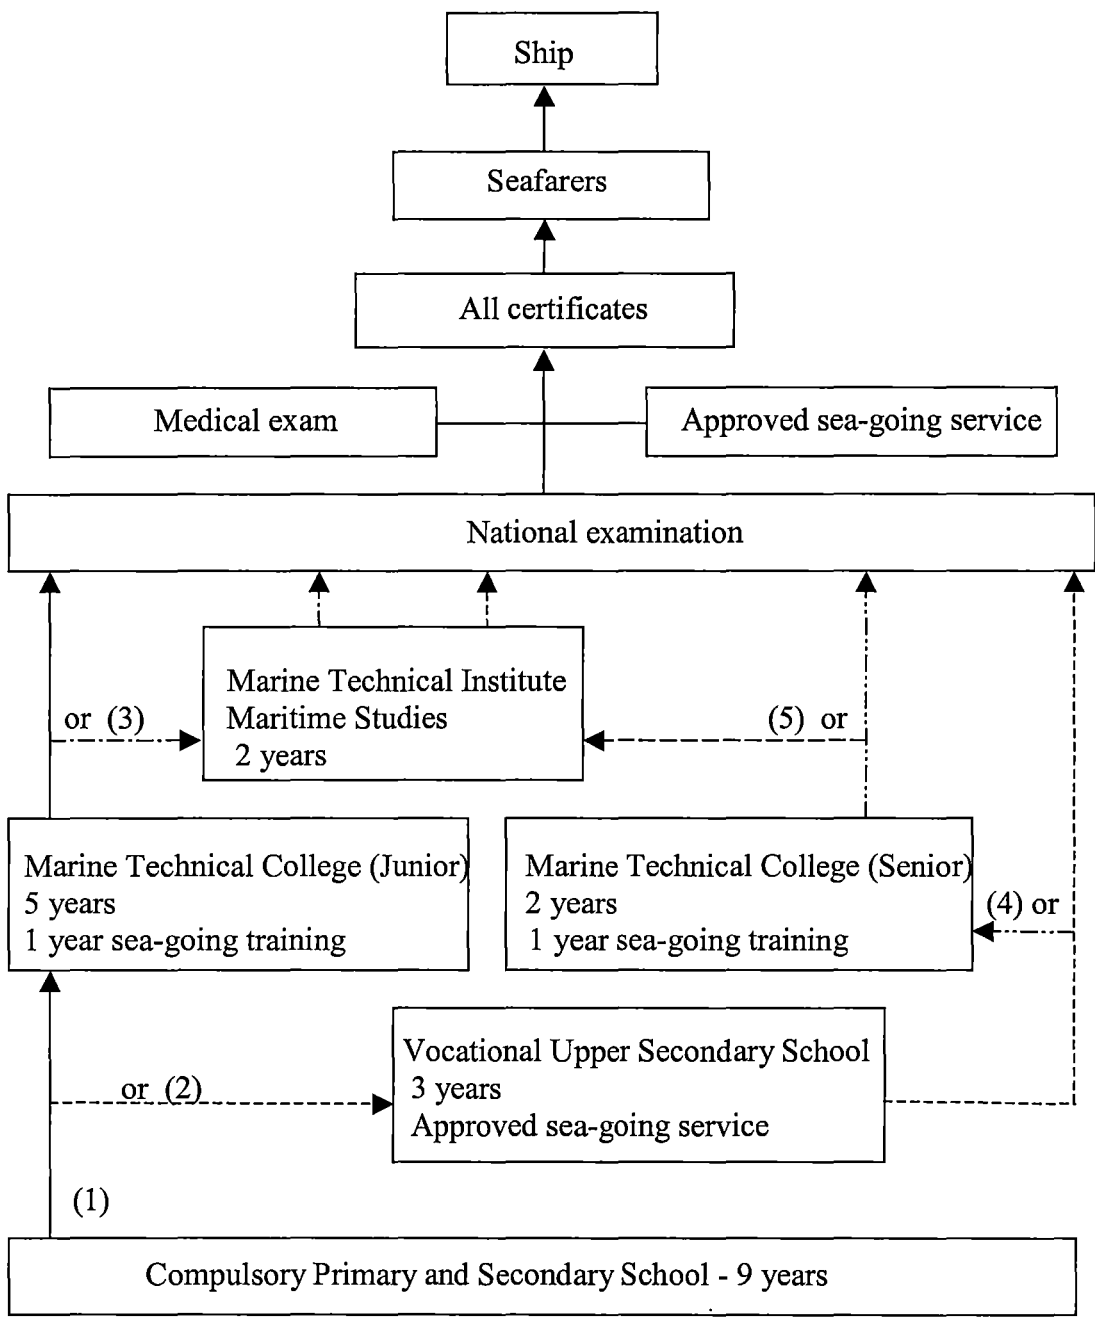 Ship
Seafarers
All certificates
Medical exam
Approved sea-going service
National examination
Marine Technical Institute
Maritime Studies
2 years
or (3)
(5) or
Marine Technical College (Junior)
5 years
1 year sea-going training
Marine Technical College (Senior)
2 years
1 year sea-going training
(4) or
Vocational Upper Secondary School
3 years
Approved sea-going service
or (2)
(1)
Compulsory Primary and Secondary School - 9 years